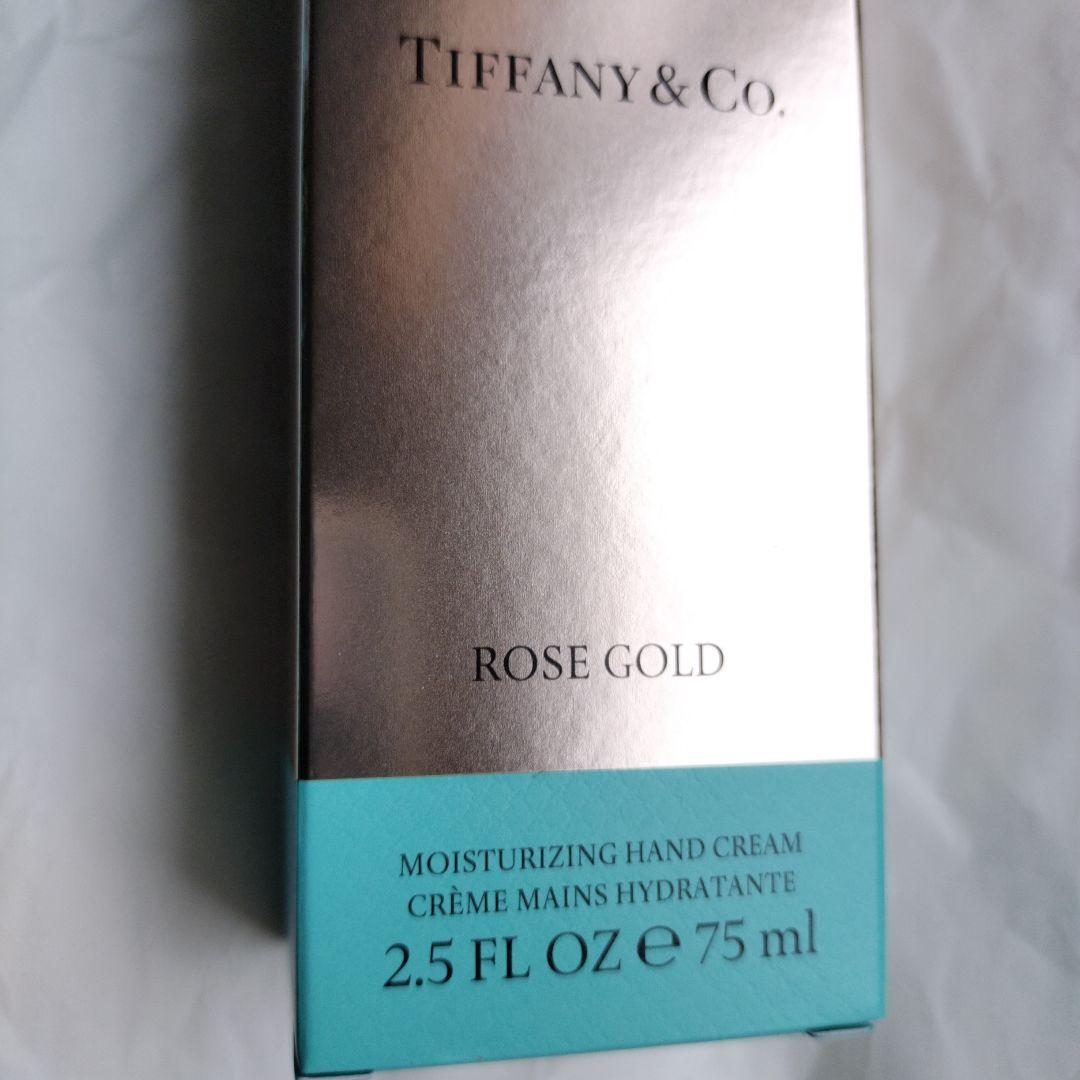 TIFFANY & CO.
ROSE GOLD
MOISTURIZING HAND CREAM
CRÈME MAINS HYDRATANTE
2.5 FL OZ ℮ 75 ml